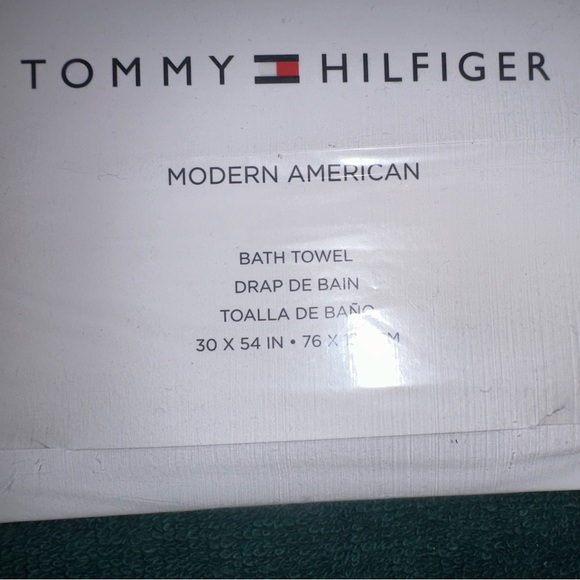 TOMMY HILFIGER
MODERN AMERICAN
BATH TOWEL
DRAP DE BAIN
TOALLA DE BAÑO
30 X 54 IN • 76 X